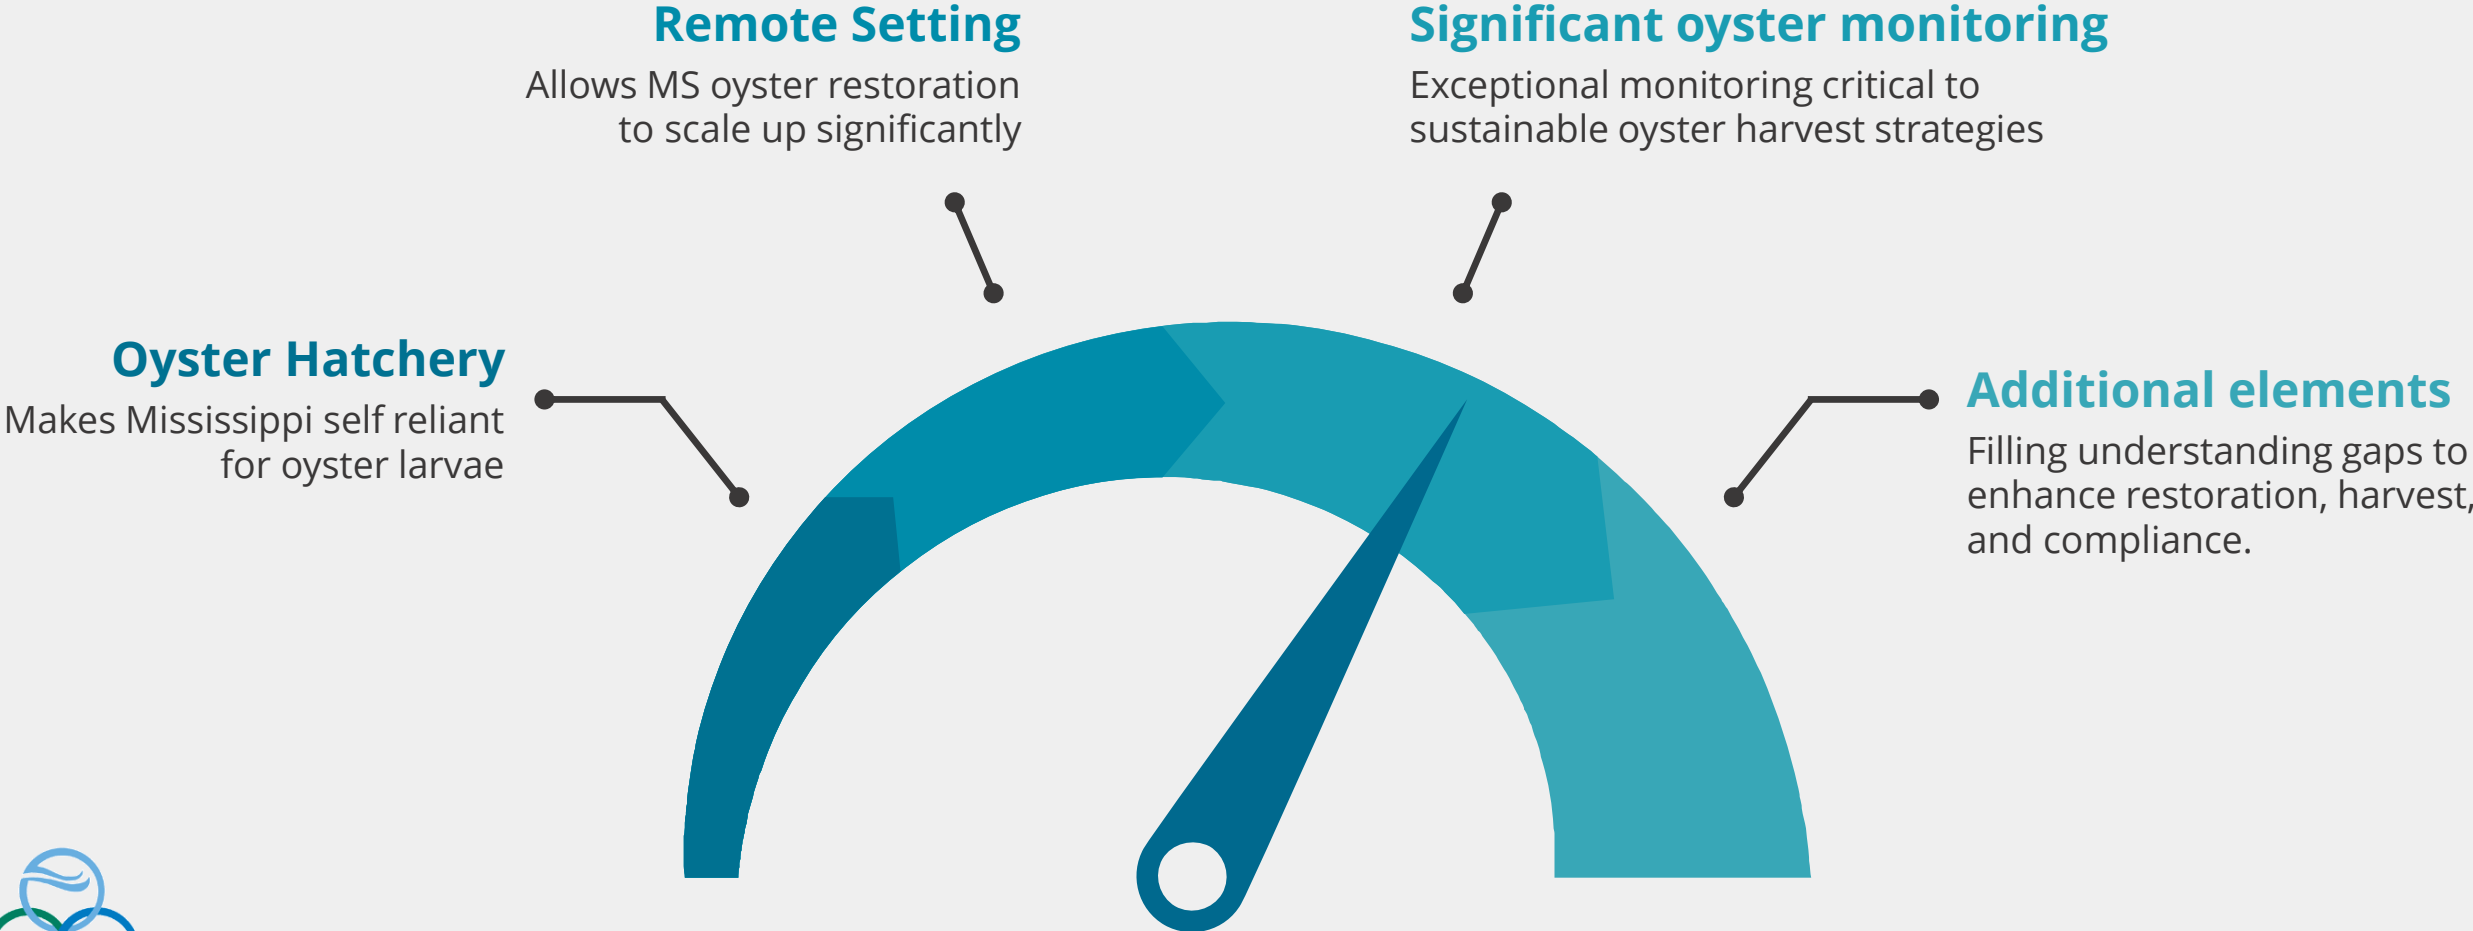 Remote Setting
Allows MS oyster restoration
to scale up significantly
Significant oyster monitoring
Exceptional monitoring critical to
sustainable oyster harvest strategies
Oyster Hatchery
Makes Mississippi self reliant
for oyster larvae
Additional elements
Filling understanding gaps to
enhance restoration, harvest,
and compliance.